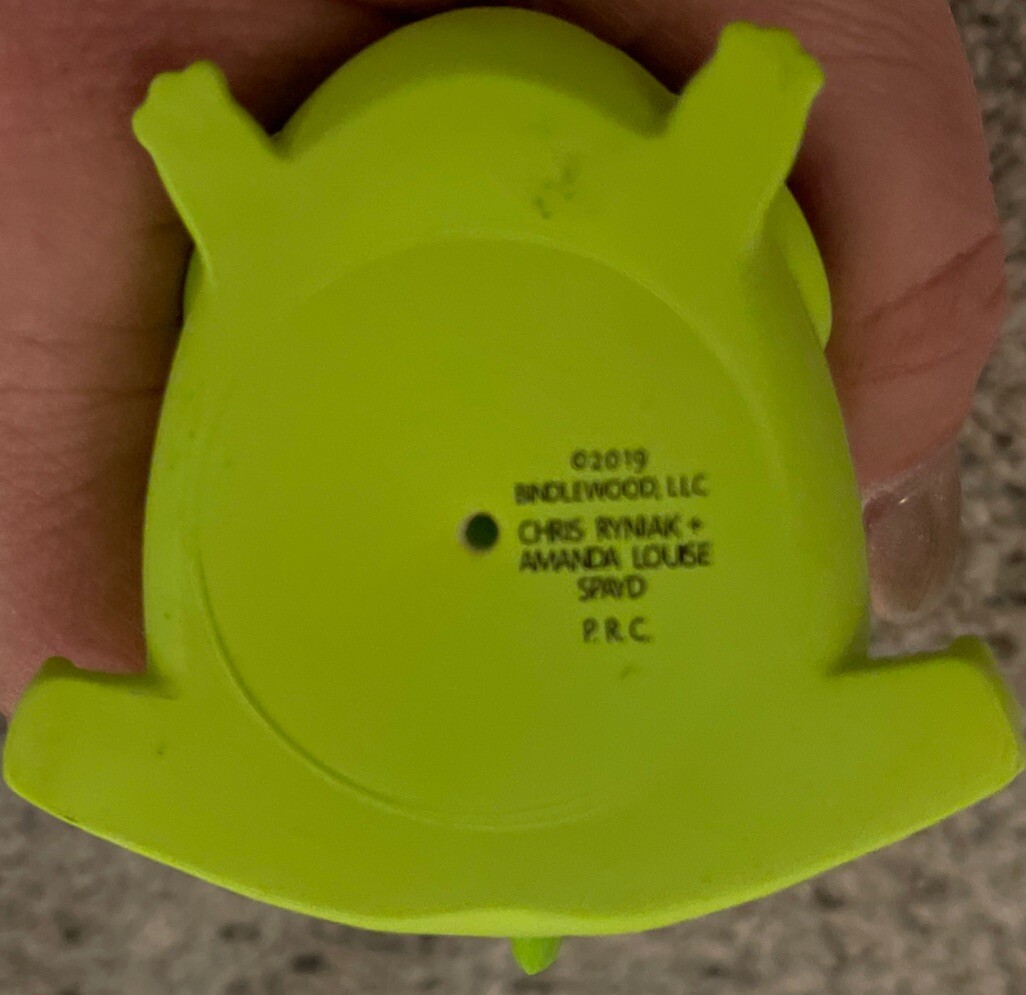 ©2019
BINDLEWOOD, LLC
CHRIS RYNIAK +
AMANDA LOUISE
SPAYD
P.R.C.